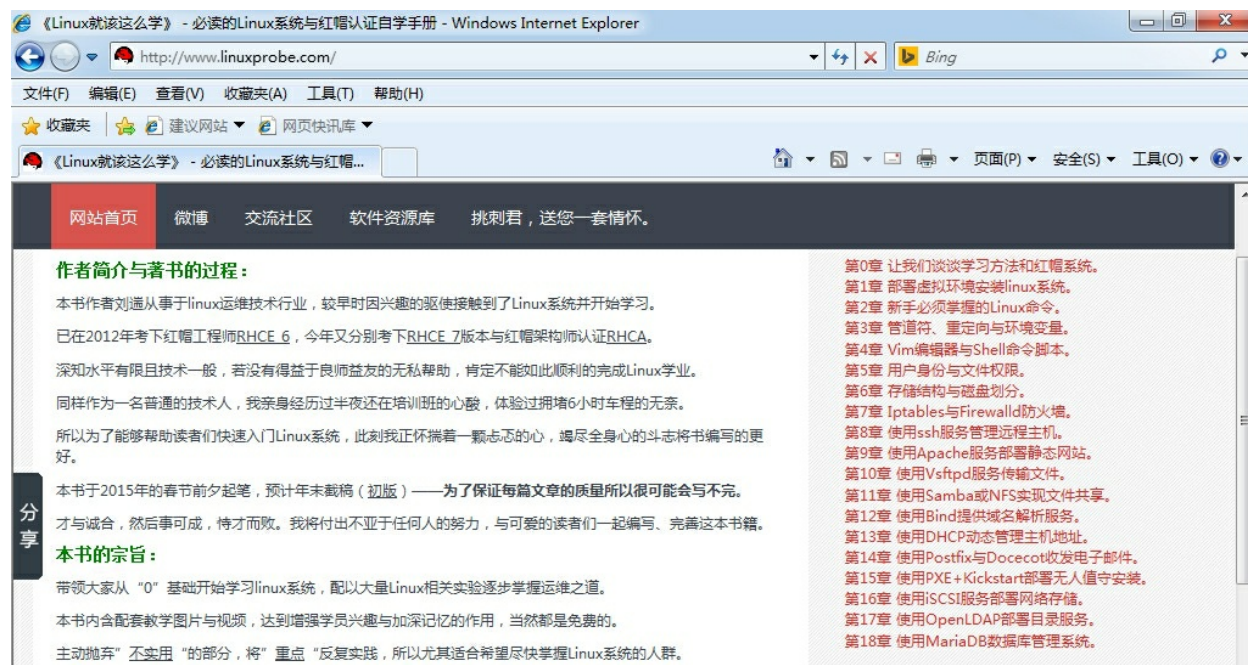 《Linux就该这么学》 - 必读的Linux系统与红帽认证自学手册 - Windows Internet Explorer
http://www.linuxprobe.com/
Bing
文件(F) 编辑(E) 查看(V) 收藏夹(A) 工具(T) 帮助(H)
收藏夹 建议网站 网页快讯库
《Linux就该这么学》 - 必读的Linux系统与红帽...
页面(P) 安全(S) 工具(O)
网站首页 微博 交流社区 软件资源库 挑刺君，送您一套情怀。
作者简介与著书的过程：
本书作者刘遄从事于linux运维技术行业，较早时因兴趣的驱使接触到了Linux系统并开始学习。
已在2012年考下红帽工程师RHCE 6，今年又分别考下RHCE 7版本与红帽架构师认证RHCA。
深知水平有限且技术一般，若没有得益于良师益友的无私帮助，肯定不能如此顺利的完成Linux学业。
同样作为一名普通的技术人，我亲身经历过半夜还在培训班的心酸，体验过拥堵6小时车程的无奈。
所以为了能够帮助读者们快速入门Linux系统，此刻我正怀揣着一颗忐忑的心，竭尽全身心的斗志将书编写的更
好。
本书于2015年的春节前夕起笔，预计年末截稿（初版）——为了保证每篇文章的质量所以很可能会写不完。
才与诚合，然后事可成，恃才而败。我将付出不亚于任何人的努力，与可爱的读者们一起编写、完善这本书籍。
本书的宗旨：
带领大家从“0”基础开始学习linux系统，配以大量Linux相关实验逐步掌握运维之道。
本书内含配套教学图片与视频，达到增强学员兴趣与加深记忆的作用，当然都是免费的。
主动抛弃”不实用“的部分，将”重点“反复实践，所以尤其适合希望尽快掌握Linux系统的人群。
分享
第0章 让我们谈谈学习方法和红帽系统。
第1章 部署虚拟环境安装linux系统。
第2章 新手必须掌握的Linux命令。
第3章 管道符、重定向与环境变量。
第4章 Vim编辑器与Shell命令脚本。
第5章 用户身份与文件权限。
第6章 存储结构与磁盘划分。
第7章 Iptables与Firewalld防火墙。
第8章 使用ssh服务管理远程主机。
第9章 使用Apache服务部署静态网站。
第10章 使用Vsftpd服务传输文件。
第11章 使用Samba或NFS实现文件共享。
第12章 使用Bind提供域名解析服务。
第13章 使用DHCP动态管理主机地址。
第14章 使用Postfix与Docecot收发电子邮件。
第15章 使用PXE+Kickstart部署无人值守安装。
第16章 使用iSCSI服务部署网络存储。
第17章 使用OpenLDAP部署目录服务。
第18章 使用MariaDB数据库管理系统。